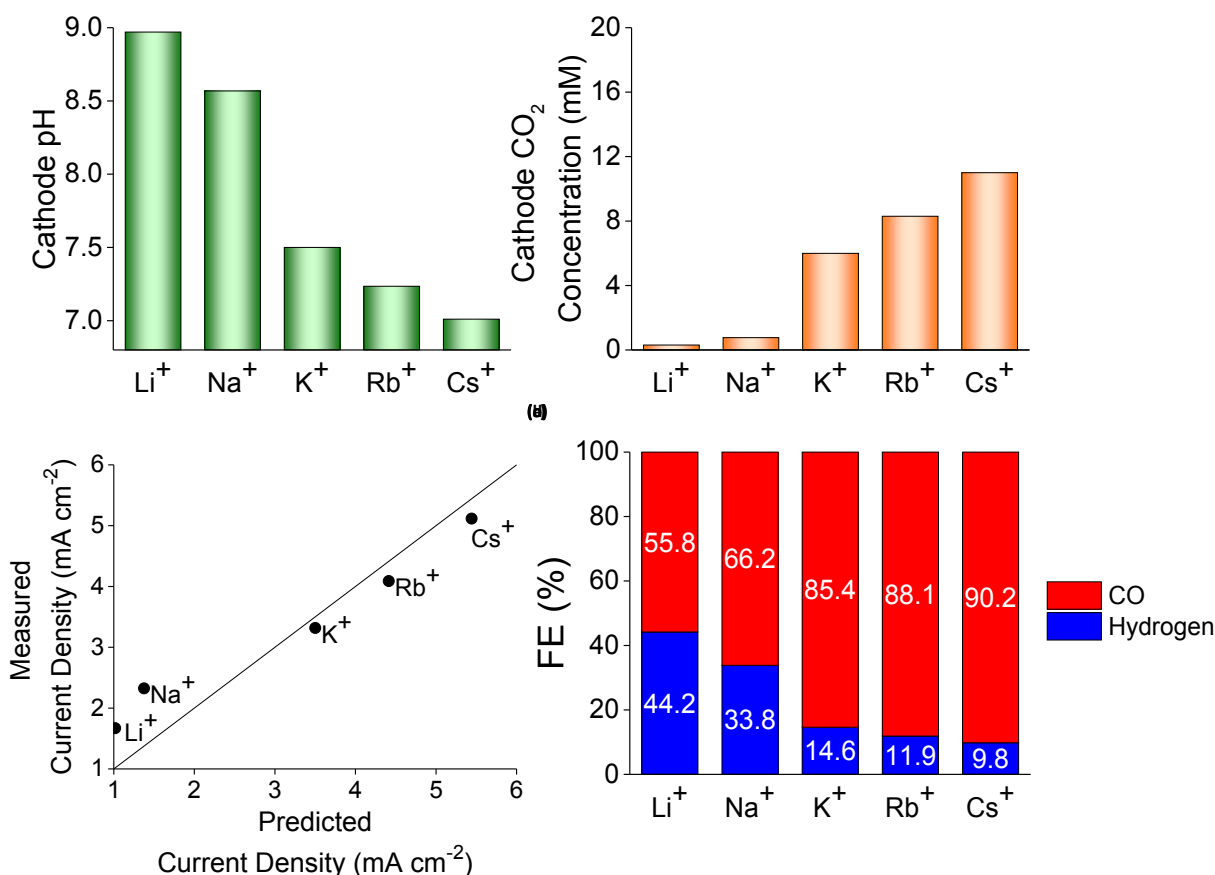 Cathode pH
9.0
8.5
8.0
7.5
7.0
Li+
Na+
K+
Rb+
Cs+
Cathode CO2
Concentration (mM)
20
16
12
8
4
0
Li+
Na+
K+
Rb+
Cs+
Measured
Current Density (mA cm-2)
6
5
4
3
2
1
Li+
Na+
K+
Rb+
Cs+
1
2
3
4
5
6
Predicted
Current Density (mA cm-2)
FE (%)
100
80
60
40
20
0
55.8
66.2
85.4
88.1
90.2
44.2
33.8
14.6
11.9
9.8
Li+
Na+
K+
Rb+
Cs+
CO
Hydrogen